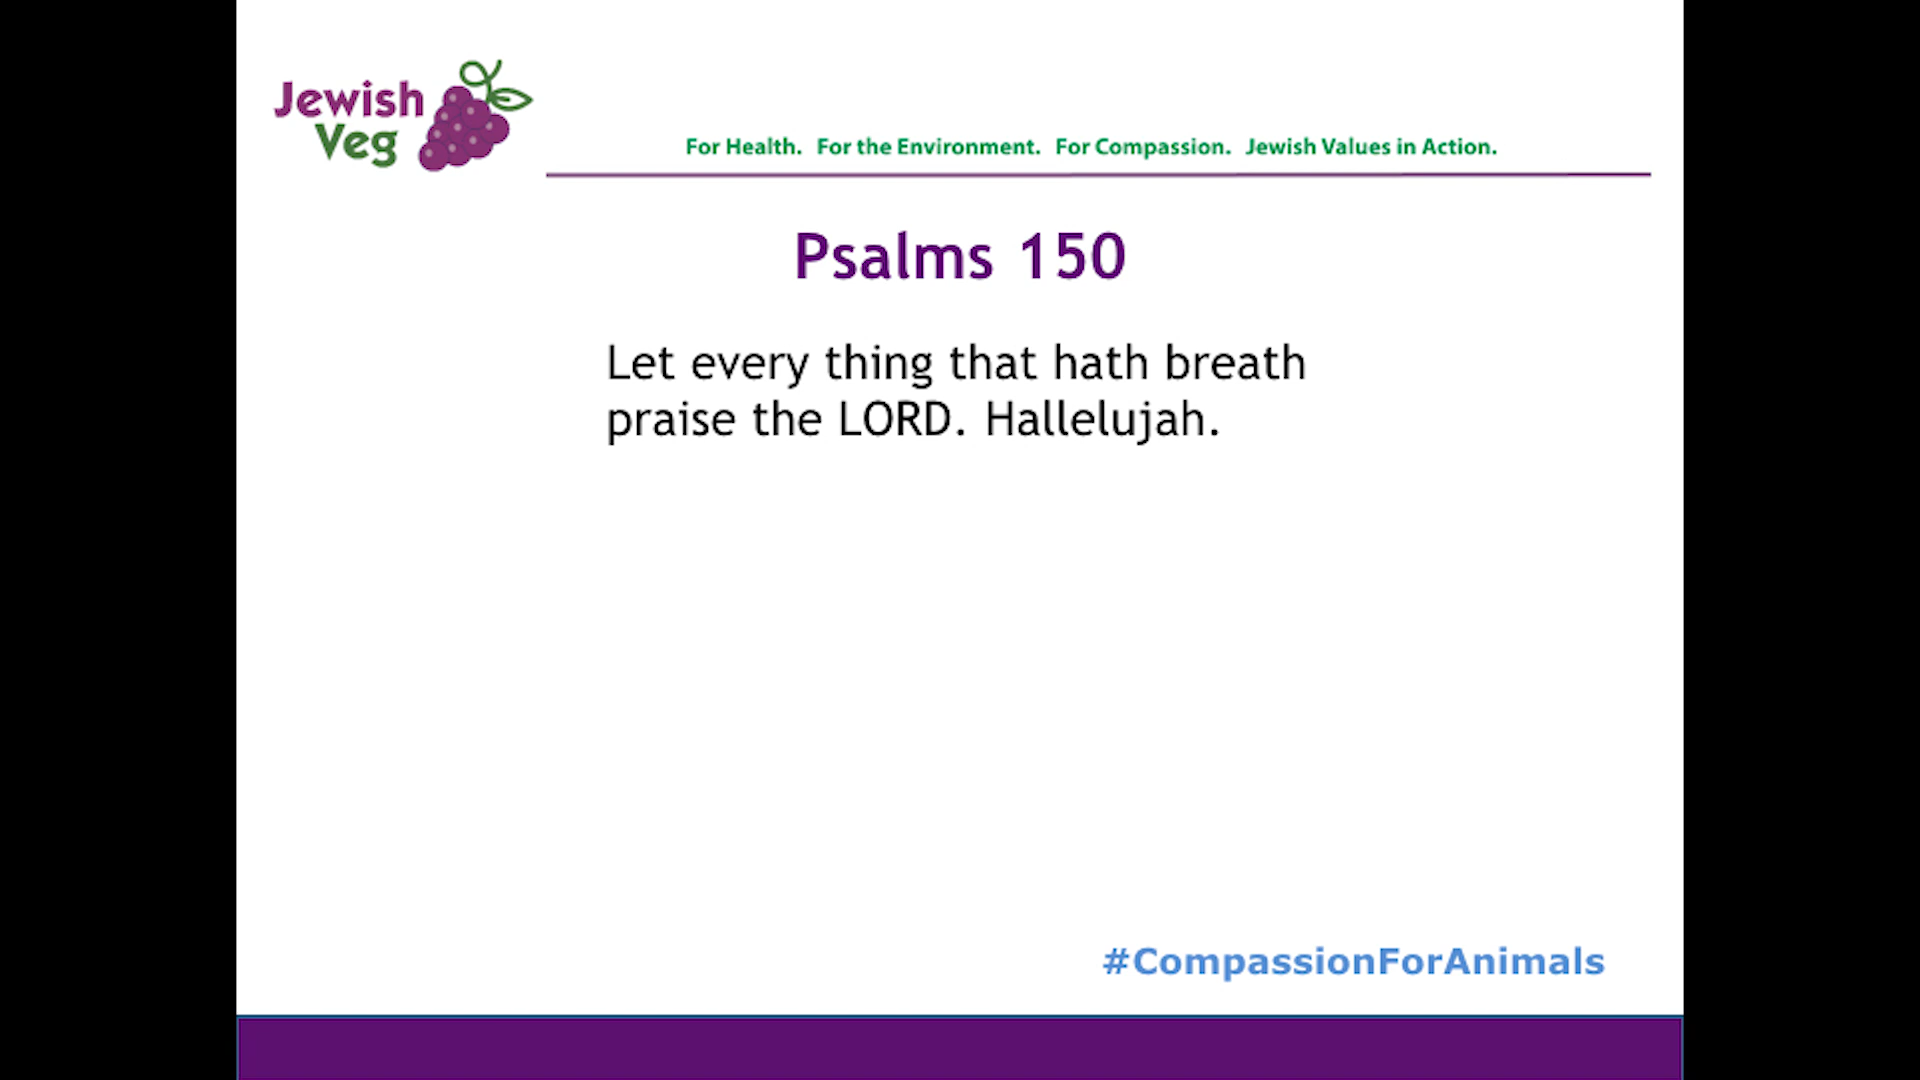 Jewish
Veg
For Health. For the Environment. For Compassion. Jewish Values in Action.
Psalms 150
Let every thing that hath breath
praise the LORD. Hallelujah.
#CompassionForAnimals